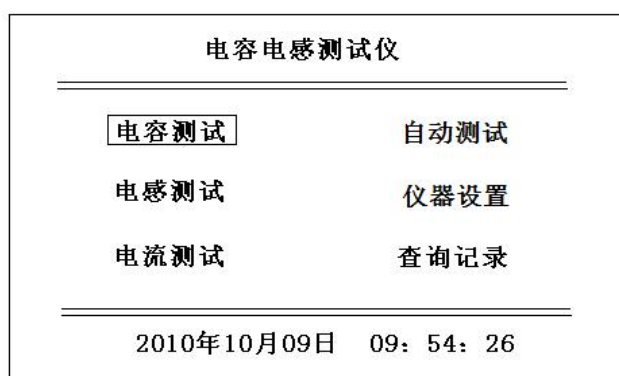 电容电感测试仪
电容测试 自动测试
电感测试 仪器设置
电流测试 查询记录
2010年10月09日 09：54：26